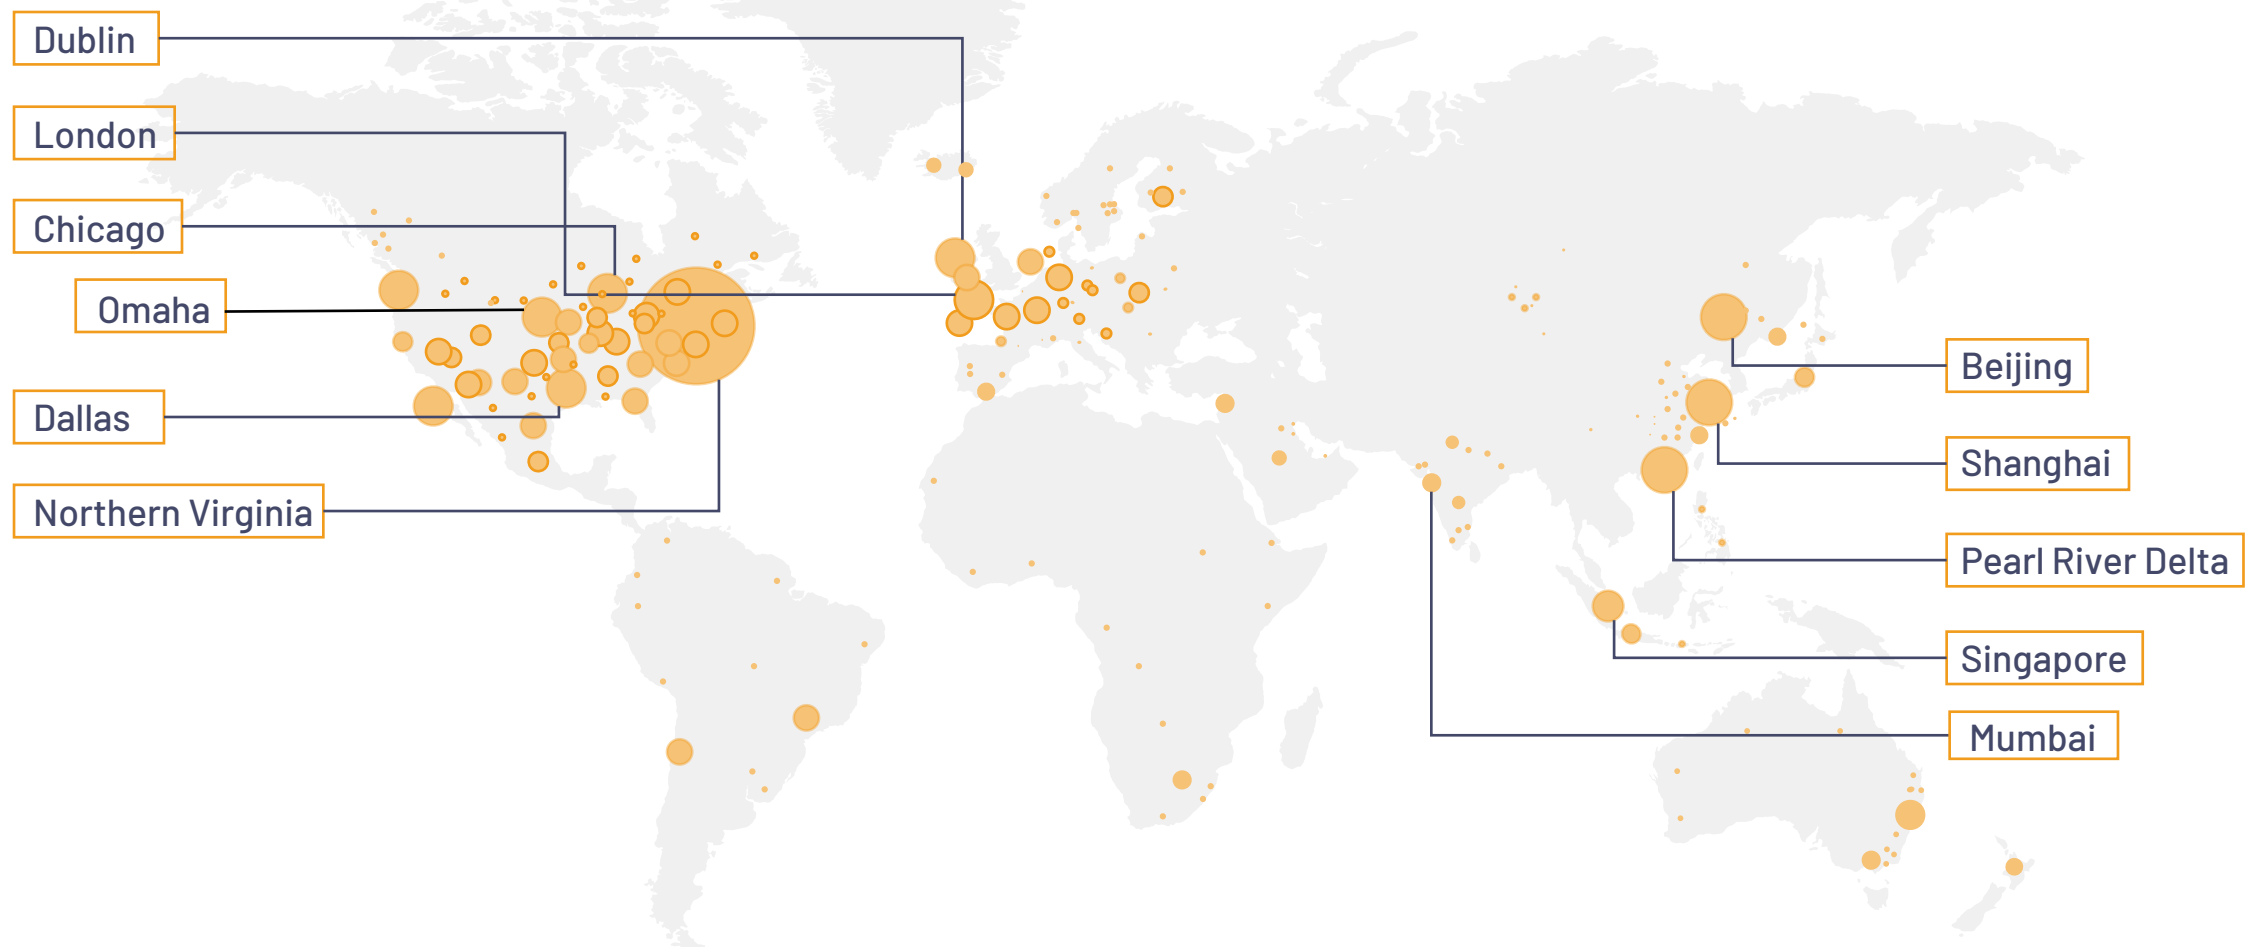 Dublin
London
Chicago
Omaha
Dallas
Northern Virginia
Beijing
Shanghai
Pearl River Delta
Singapore
Mumbai